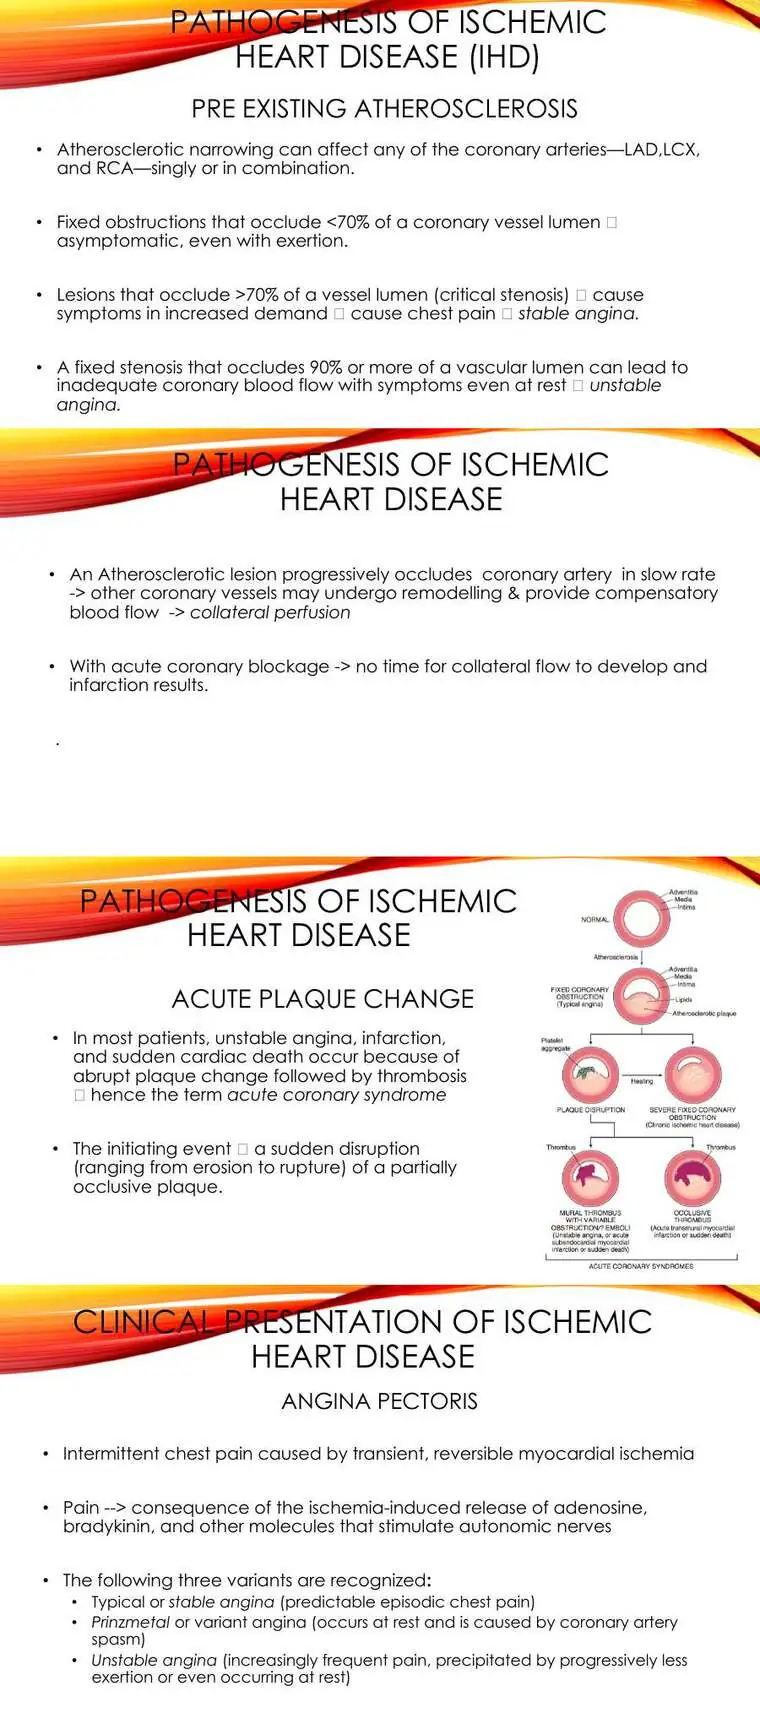 PATHOGENESIS OF ISCHEMIC
HEART DISEASE (IHD)
PRE EXISTING ATHEROSCLEROSIS
• Atherosclerotic narrowing can affect any of the coronary arteries—LAD,LCX,
and RCA—singly or in combination.
• Fixed obstructions that occlude <70% of a coronary vessel lumen □
asymptomatic, even with exertion.
• Lesions that occlude >70% of a vessel lumen (critical stenosis) □ cause
symptoms in increased demand □ cause chest pain □ stable angina.
• A fixed stenosis that occludes 90% or more of a vascular lumen can lead to
inadequate coronary blood flow with symptoms even at rest □ unstable
angina.
PATHOGENESIS OF ISCHEMIC
HEART DISEASE
• An Atherosclerotic lesion progressively occludes coronary artery in slow rate
-> other coronary vessels may undergo remodelling & provide compensatory
blood flow -> collateral perfusion
• With acute coronary blockage -> no time for collateral flow to develop and
infarction results.
.
PATHOGENESIS OF ISCHEMIC
HEART DISEASE
ACUTE PLAQUE CHANGE
• In most patients, unstable angina, infarction,
and sudden cardiac death occur because of
abrupt plaque change followed by thrombosis
□ hence the term acute coronary syndrome
• The initiating event □ a sudden disruption
(ranging from erosion to rupture) of a partially
occlusive plaque.
Adventitia
Media
Intima
NORMAL
Atherosclerosis
Adventitia
Media
Intima
FIXED CORONARY
OBSTRUCTION
(Typical angina)
Lipids
Atherosclerotic plaque
Platelet
aggregate
Healing
PLAQUE DISRUPTION
SEVERE FIXED CORONARY
OBSTRUCTION
(Chronic ischemic heart disease)
Thrombus
Thrombus
MURAL THROMBUS
WITH VARIABLE
OBSTRUCTION/? EMBOLI
(Unstable angina, or acute
subendocardial myocardial
infarction or sudden death)
OCCLUSIVE
THROMBUS
(Acute transmural myocardial
infarction or sudden death)
ACUTE CORONARY SYNDROMES
CLINICAL PRESENTATION OF ISCHEMIC
HEART DISEASE
ANGINA PECTORIS
• Intermittent chest pain caused by transient, reversible myocardial ischemia
• Pain --> consequence of the ischemia-induced release of adenosine,
bradykinin, and other molecules that stimulate autonomic nerves
• The following three variants are recognized:
• Typical or stable angina (predictable episodic chest pain)
• Prinzmetal or variant angina (occurs at rest and is caused by coronary artery
spasm)
• Unstable angina (increasingly frequent pain, precipitated by progressively less
exertion or even occurring at rest)